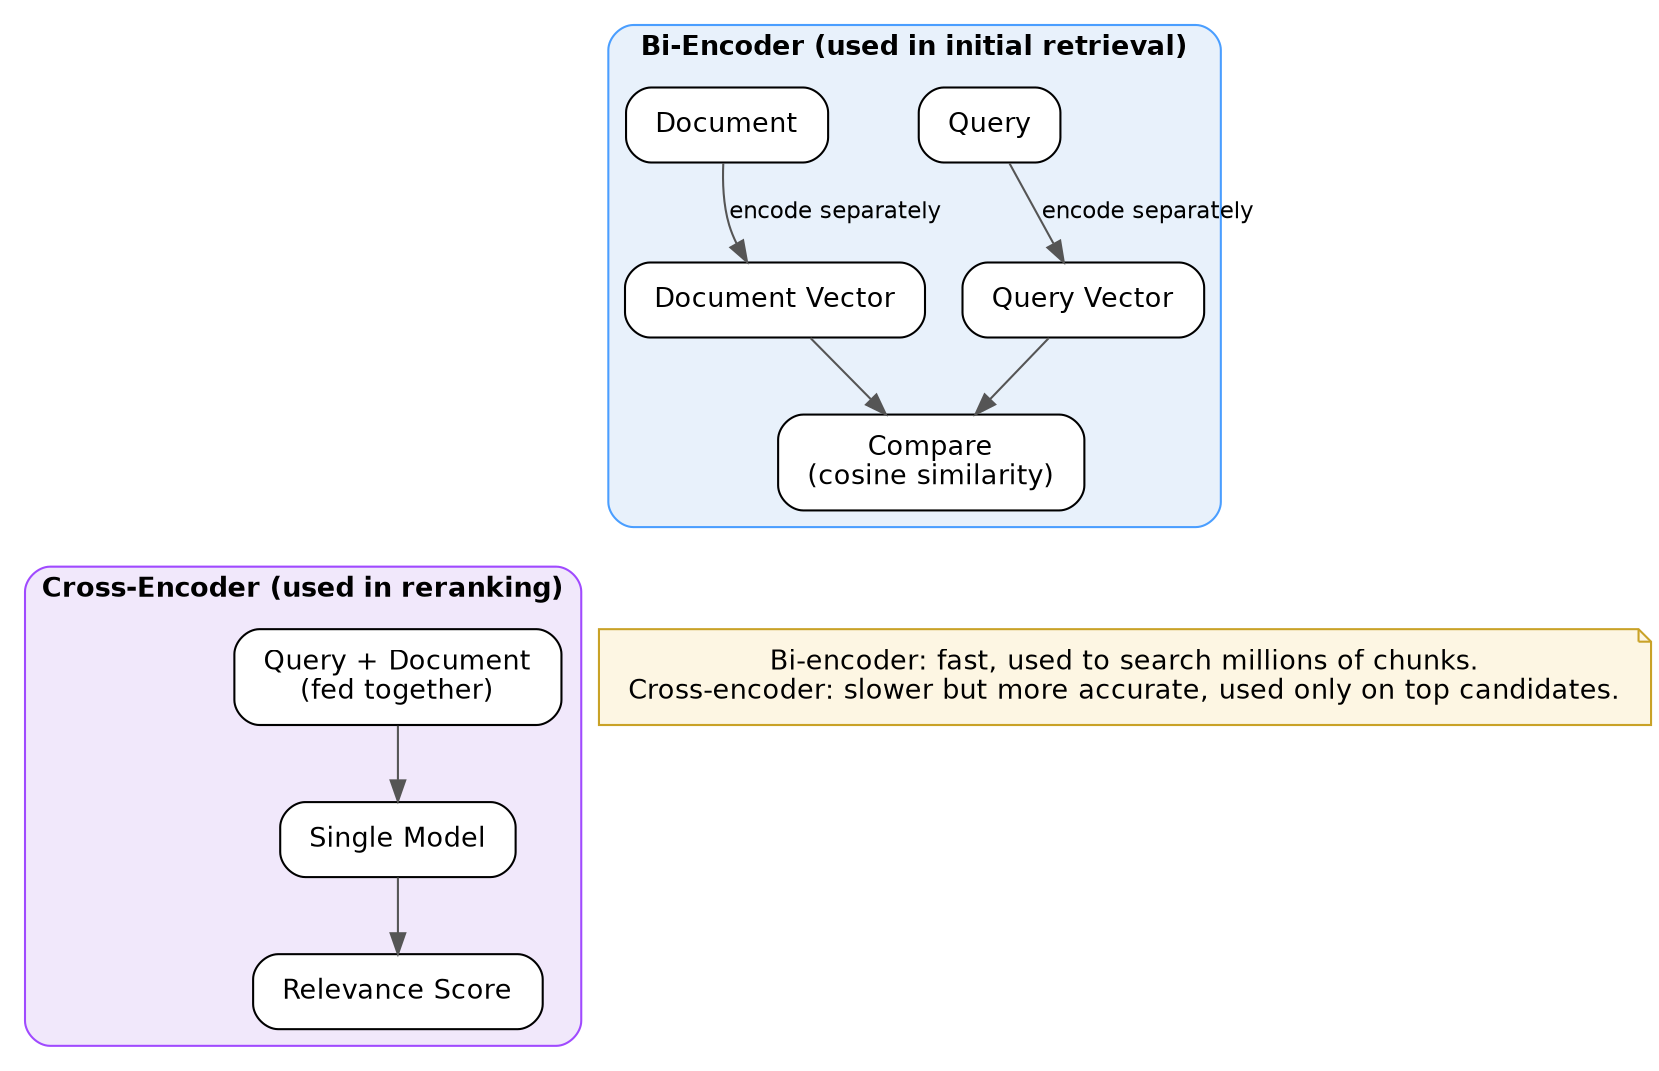 Bi-Encoder (used in initial retrieval)
Document
Query
encode separately
encode separately
Document Vector
Query Vector
Compare
(cosine similarity)
Cross-Encoder (used in reranking)
Query + Document
(fed together)
Single Model
Relevance Score
Bi-encoder: fast, used to search millions of chunks.
Cross-encoder: slower but more accurate, used only on top candidates.